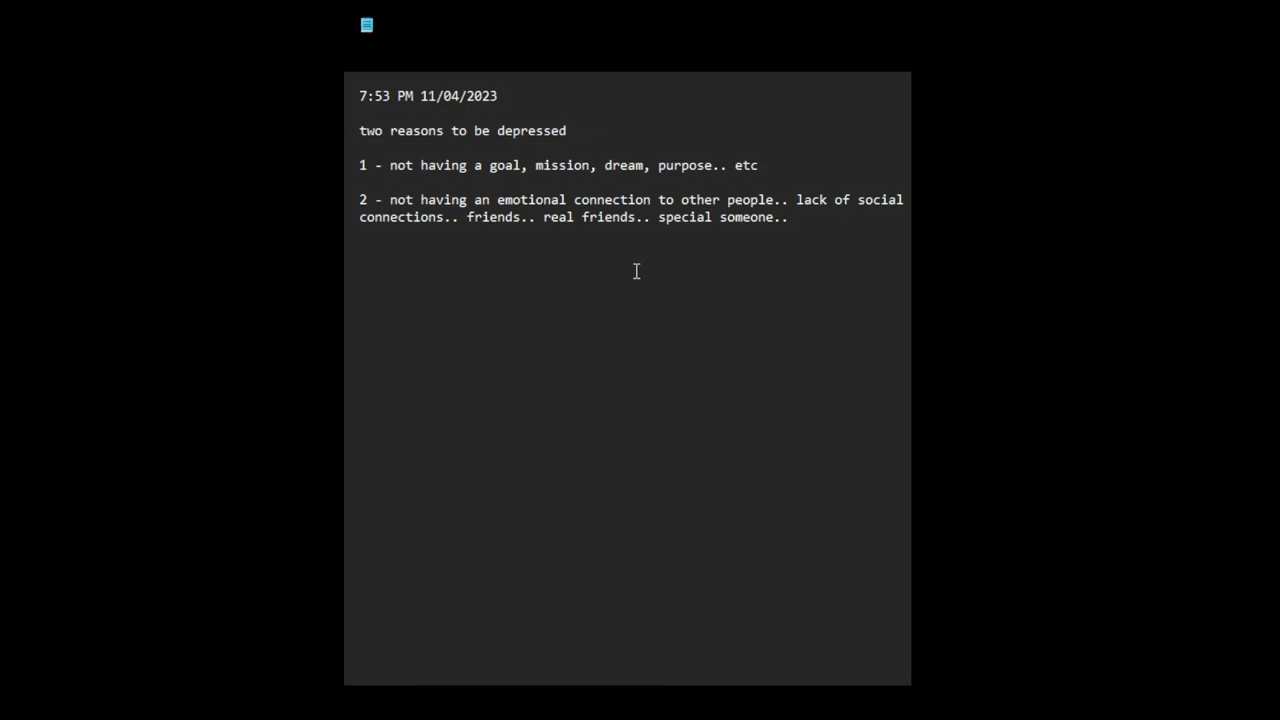 7:53 PM 11/04/2023
two reasons to be depressed
1 - not having a goal, mission, dream, purpose.. etc
2 - not having an emotional connection to other people.. lack of social
connections.. friends.. real friends.. special someone..